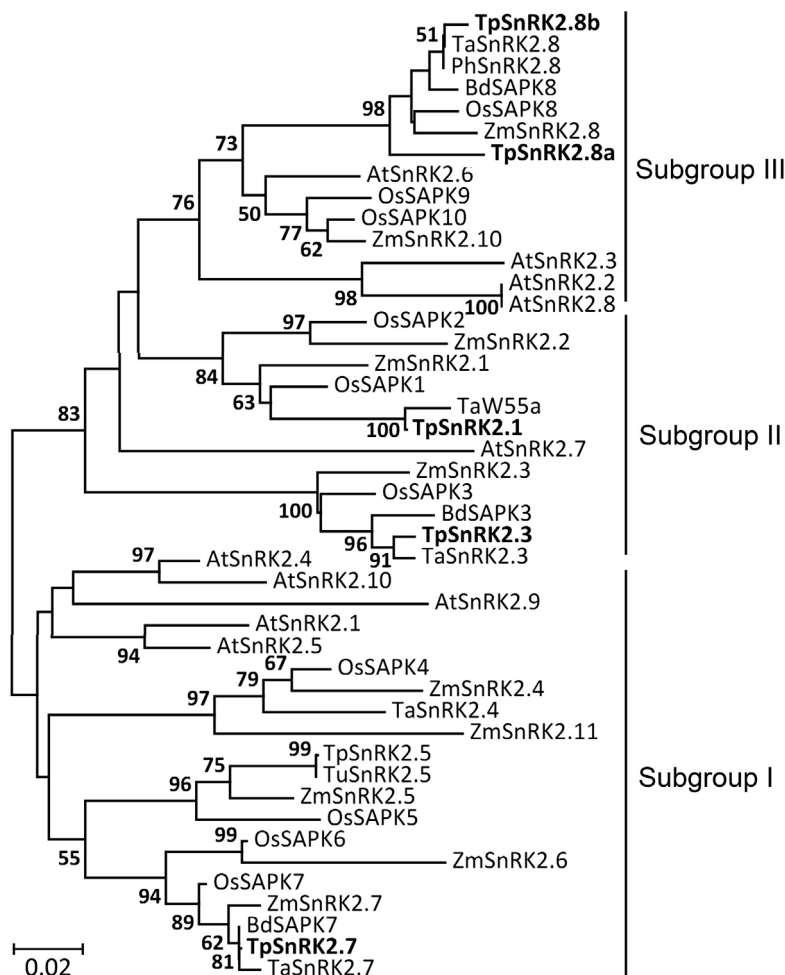 TpSnRK2.8b
51
TaSnRK2.8
PhSnRK2.8
BdSAPK8
98
OsSAPK8
ZmSnRK2.8
73
TpSnRK2.8a
Subgroup III
AtSnRK2.6
76
OsSAPK9
50
OsSAPK10
77
62
ZmSnRK2.10
AtSnRK2.3
AtSnRK2.2
98
100
AtSnRK2.8
97
OsSAPK2
ZmSnRK2.2
84
ZmSnRK2.1
OsSAPK1
63
TaW55a
83
100
TpSnRK2.1
Subgroup II
AtSnRK2.7
ZmSnRK2.3
OsSAPK3
100
BdSAPK3
TpSnRK2.3
96
91
TaSnRK2.3
97
AtSnRK2.4
AtSnRK2.10
AtSnRK2.9
AtSnRK2.1
94
AtSnRK2.5
67
OsSAPK4
79
ZmSnRK2.4
97
TaSnRK2.4
ZmSnRK2.11
99
TpSnRK2.5
75
TuSnRK2.5
Subgroup I
96
ZmSnRK2.5
OsSAPK5
99
OsSAPK6
55
ZmSnRK2.6
94
OsSAPK7
ZmSnRK2.7
89
BdSAPK7
62
TpSnRK2.7
81
TaSnRK2.7
0.02